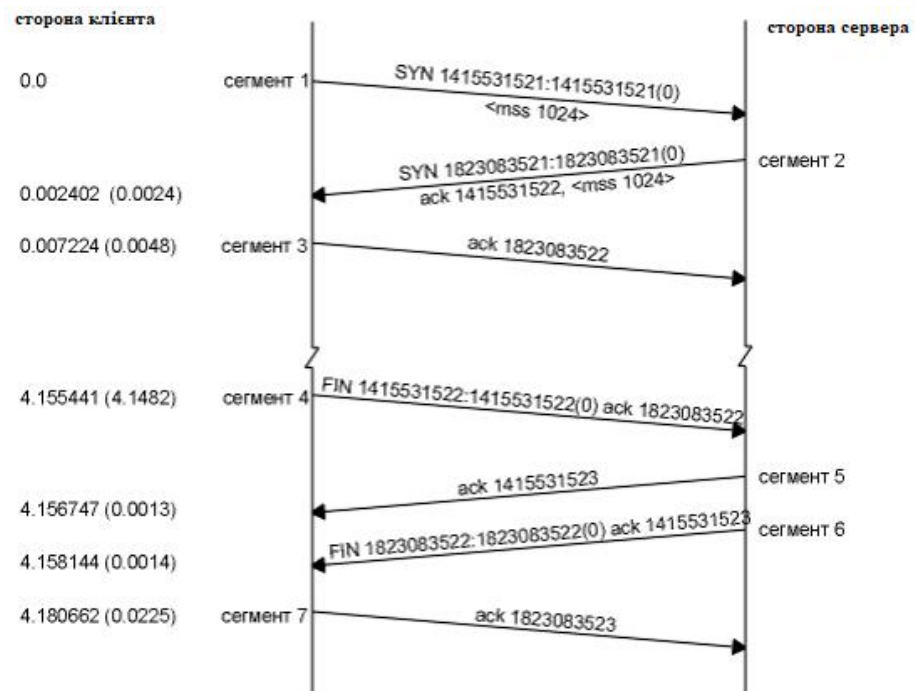 сторона клієнта
сторона сервера
0.0
сегмент 1
SYN 1415531521:1415531521(0)
<mss 1024>
сегмент 2
SYN 1823083521:1823083521(0)
ack 1415531522, <mss 1024>
0.002402 (0.0024)
0.007224 (0.0048)
сегмент 3
ack 1823083522
4.155441 (4.1482)
сегмент 4
FIN 1415531522:1415531522(0) ack 1823083522
сегмент 5
ack 1415531523
4.156747 (0.0013)
сегмент 6
FIN 1823083522:1823083522(0) ack 1415531523
4.158144 (0.0014)
4.180662 (0.0225)
сегмент 7
ack 1823083523